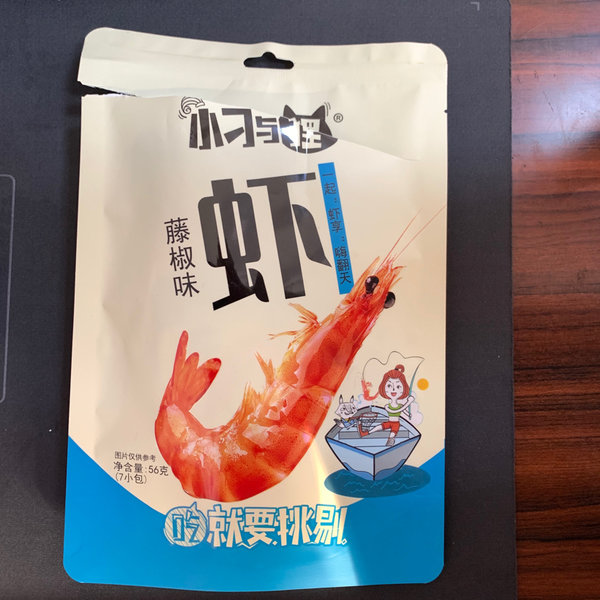 小刁与狸®
虾
一起：虾享：嗨翻天
藤椒味
图片仅供参考
净含量：56克
(7小包)
吃就要挑剔